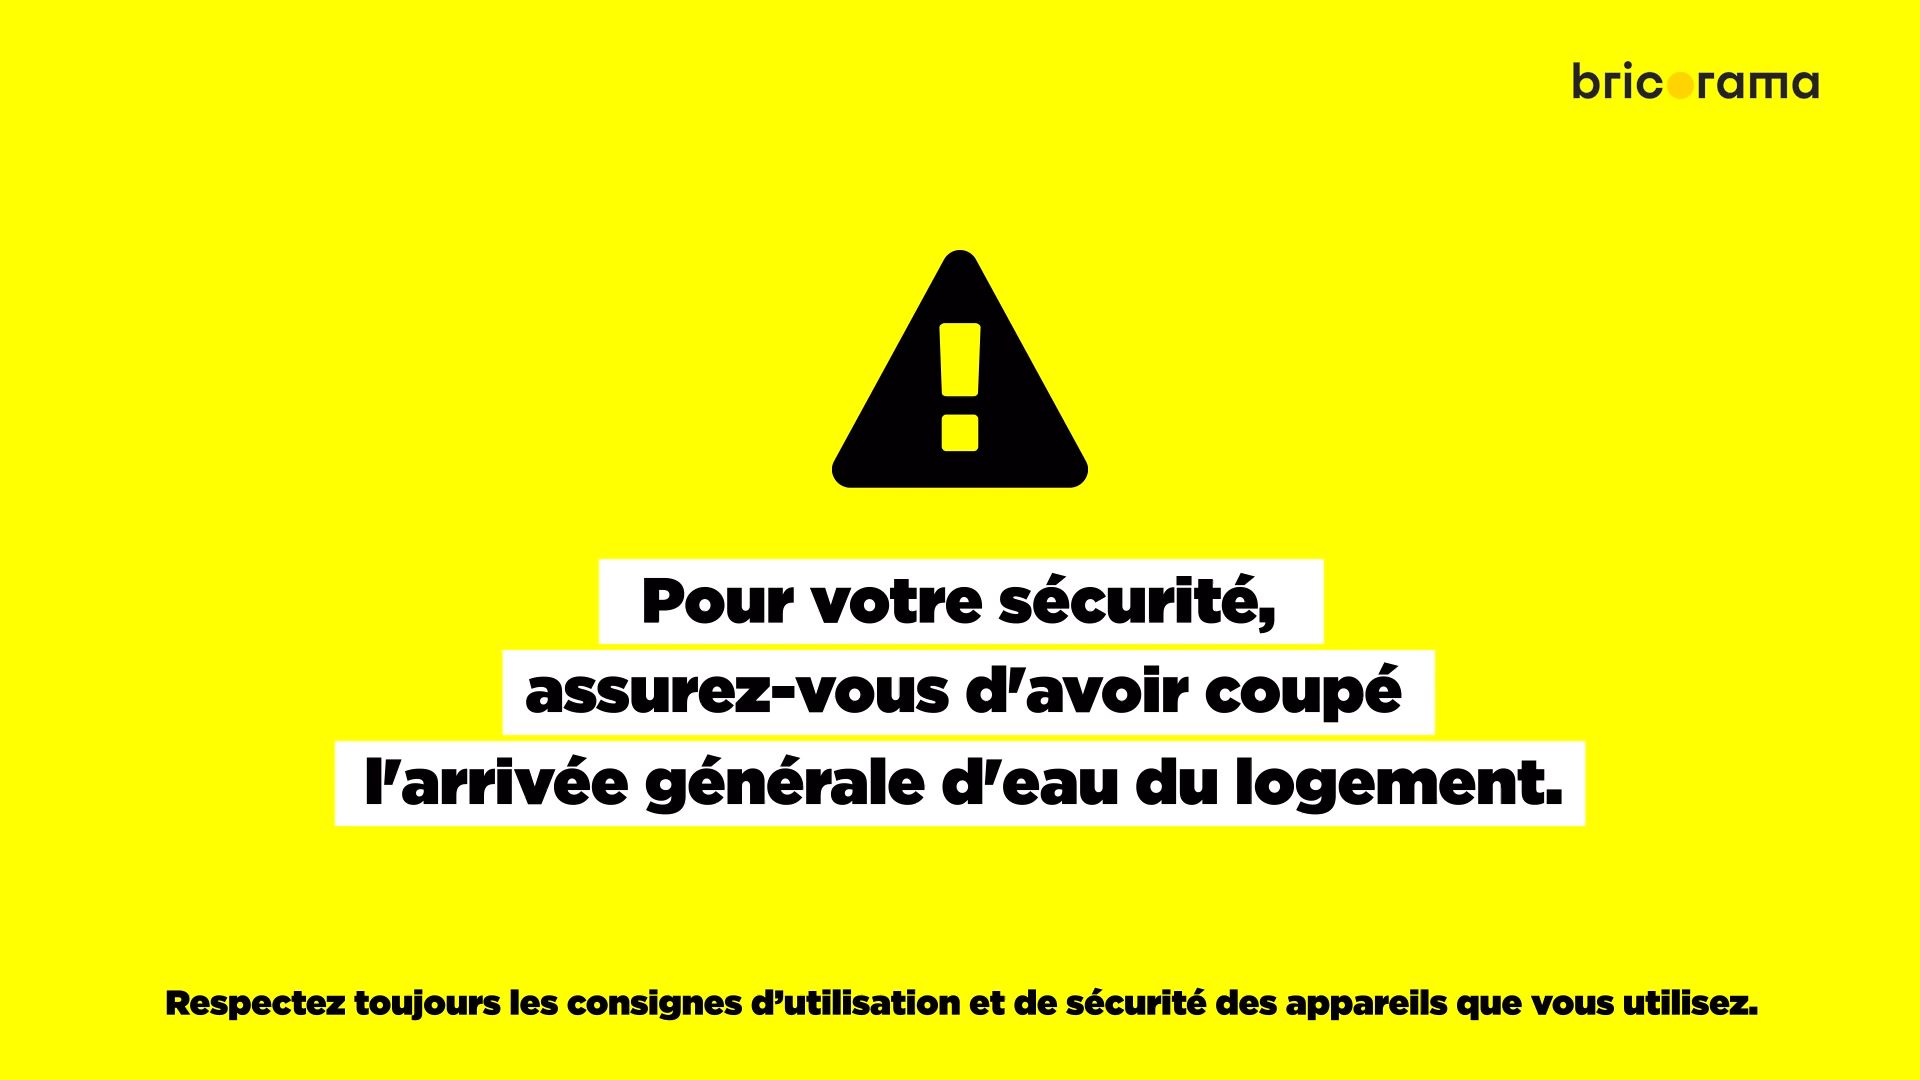 bricorama
Pour votre sécurité,
assurez-vous d'avoir coupé
l'arrivée générale d'eau du logement.
Respectez toujours les consignes d’utilisation et de sécurité des appareils que vous utilisez.